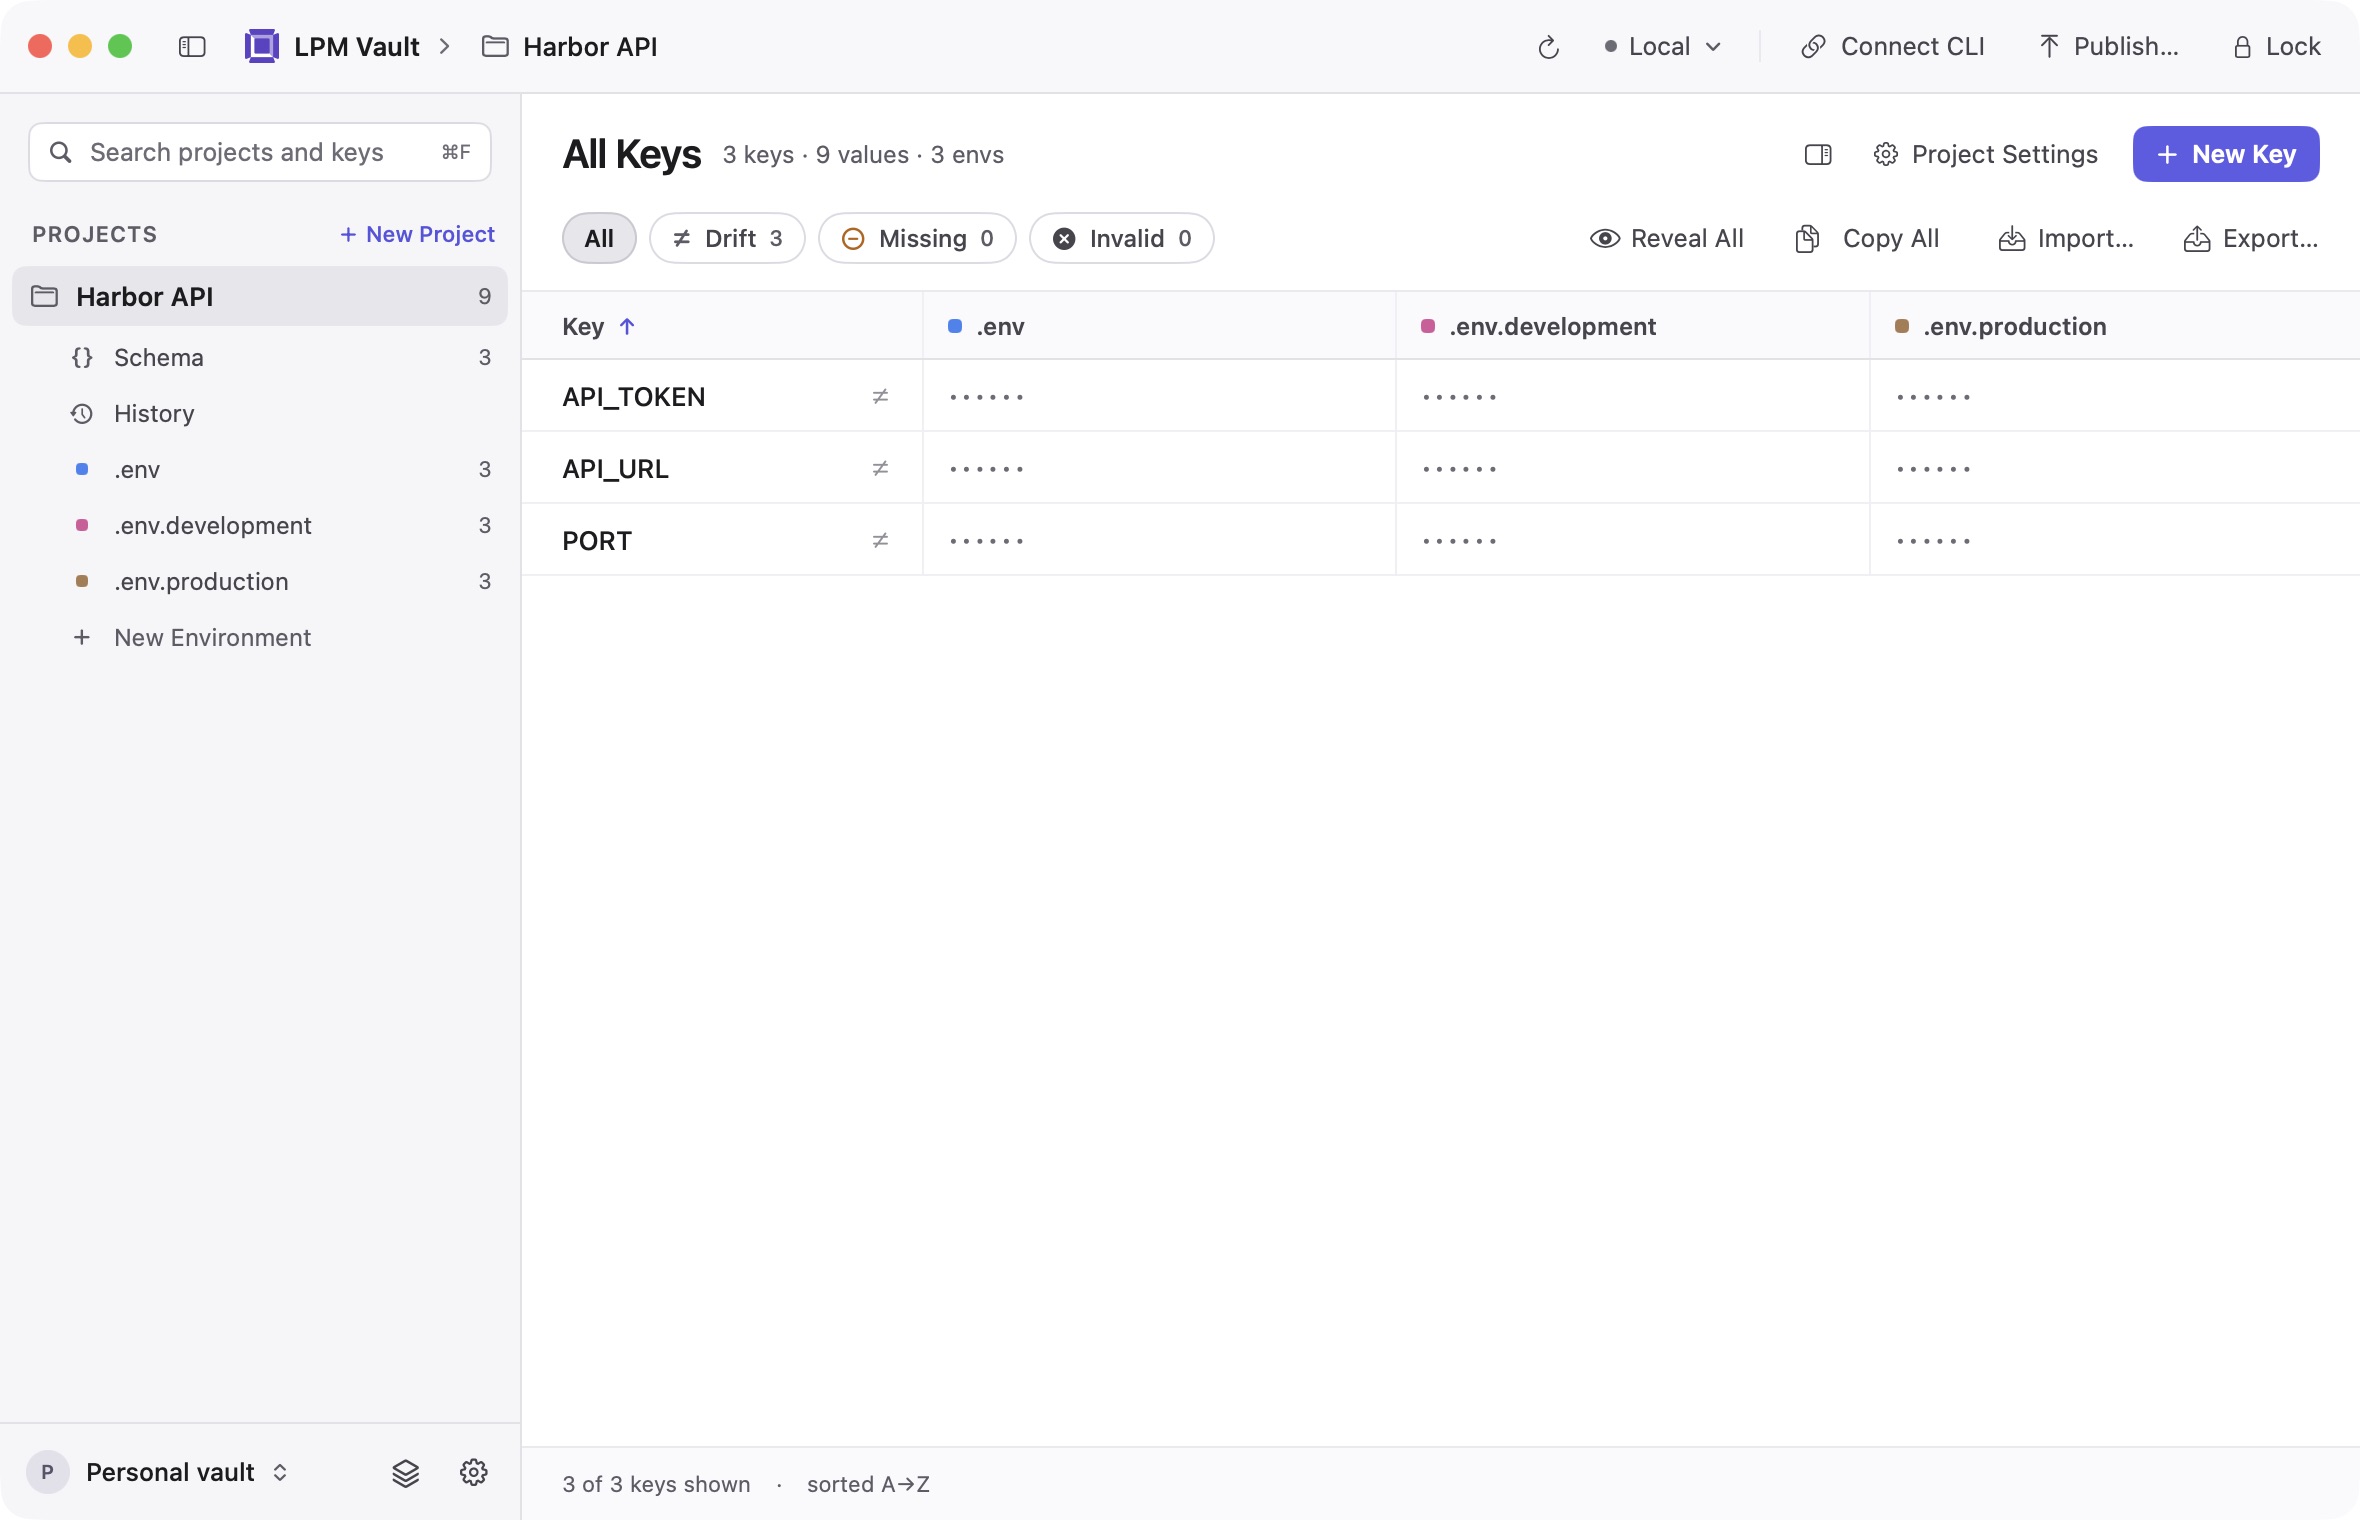 LPM Vault
Harbor API
Local
Connect CLI
Publish...
Lock
Search projects and keys ⌘F
PROJECTS
+ New Project
Harbor API 9
{} Schema 3
History
.env 3
.env.development 3
.env.production 3
+ New Environment
P Personal vault
All Keys 3 keys · 9 values · 3 envs
Project Settings
+ New Key
All
≠ Drift 3
Missing 0
Invalid 0
Reveal All
Copy All
Import...
Export...
Key ↑ .env .env.development .env.production
API_TOKEN ≠ •••••• •••••• ••••••
API_URL ≠ •••••• •••••• ••••••
PORT ≠ •••••• •••••• ••••••
3 of 3 keys shown · sorted A→Z